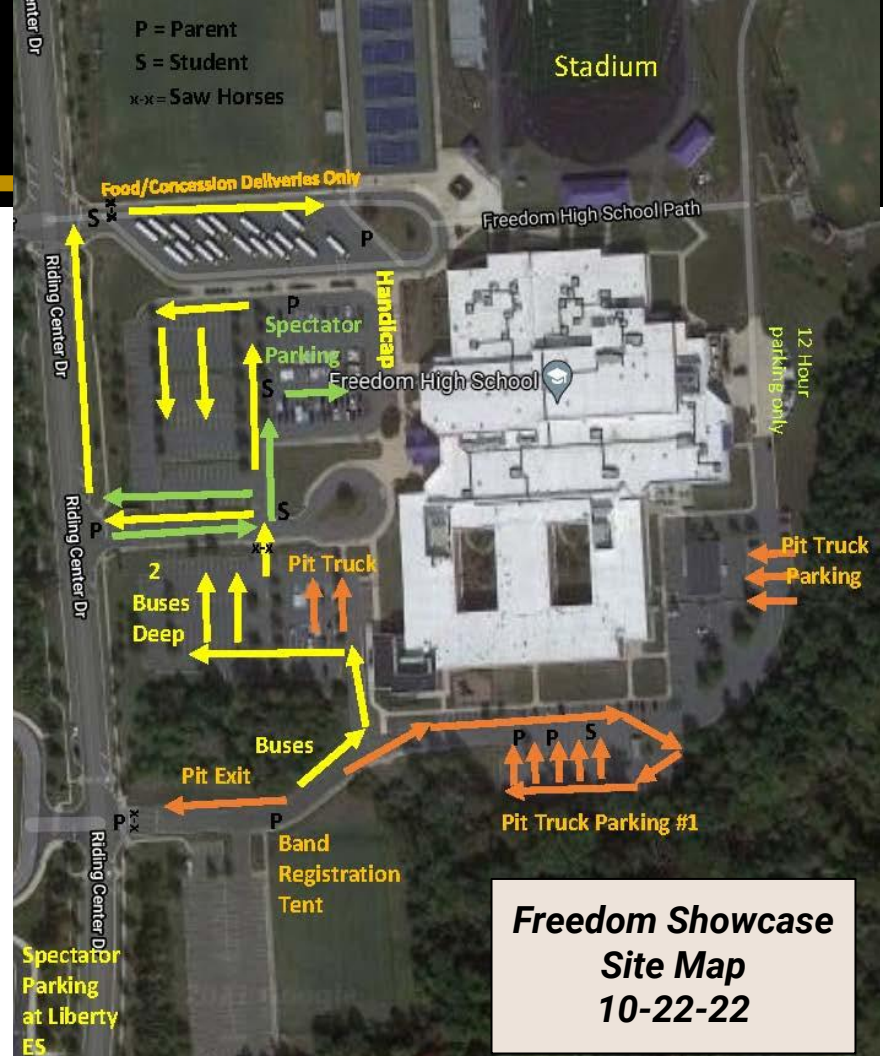 nter Dr
P = Parent
S = Student
x-x = Saw Horses
Stadium
Food/Concession Deliveries Only
S
x-x
P
Freedom High School Path
Riding Center Dr
Handicap
P
Spectator
Parking
S
Freedom High School
12 Hour
parking only
Riding Center Dr
P
S
x-x
Pit Truck
2
Buses
Deep
Pit Truck
Parking
Buses
P
P
S
Pit Exit
P
x-x
P
Pit Truck Parking #1
Band
Registration
Tent
Riding Center D
Spectator
Parking
at Liberty
ES
Freedom Showcase
Site Map
10-22-22